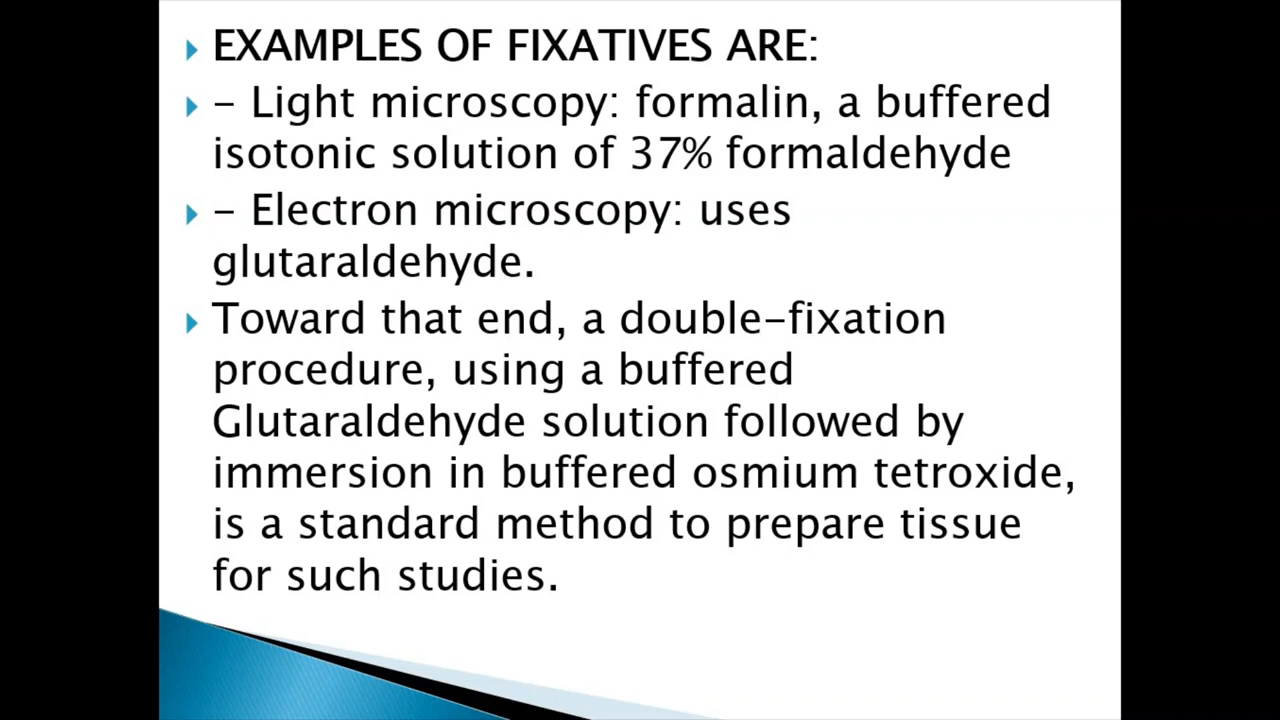 EXAMPLES OF FIXATIVES ARE:
– Light microscopy: formalin, a buffered
isotonic solution of 37% formaldehyde
– Electron microscopy: uses
glutaraldehyde.
Toward that end, a double–fixation
procedure, using a buffered
Glutaraldehyde solution followed by
immersion in buffered osmium tetroxide,
is a standard method to prepare tissue
for such studies.